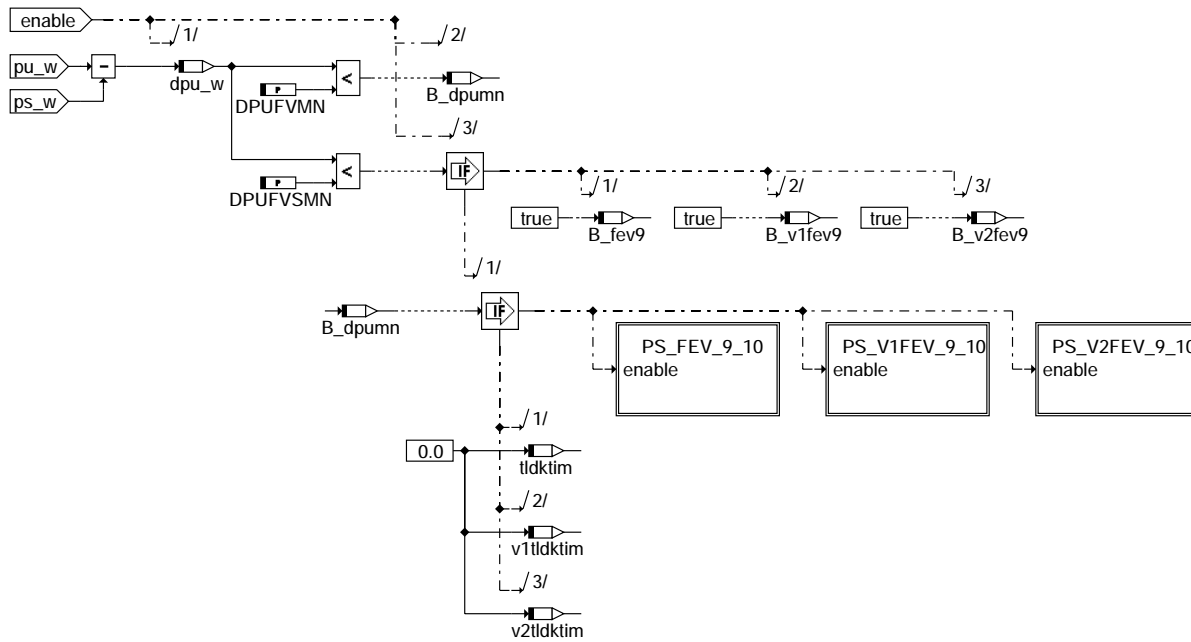 enable
/1/
/2/
pu_w
-
dpu_w
<
P
DPUFVMN
B_dpumn
ps_w
/3/
<
IF
P
DPUFVSMN
/1/
/2/
/3/
true
B_fev9
true
B_v1fev9
true
B_v2fev9
/1/
B_dpumn
IF
PS_FEV_9_10
enable
PS_V1FEV_9_10
enable
PS_V2FEV_9_10
enable
/1/
0.0
tldktim
/2/
v1tldktim
/3/
v2tldktim